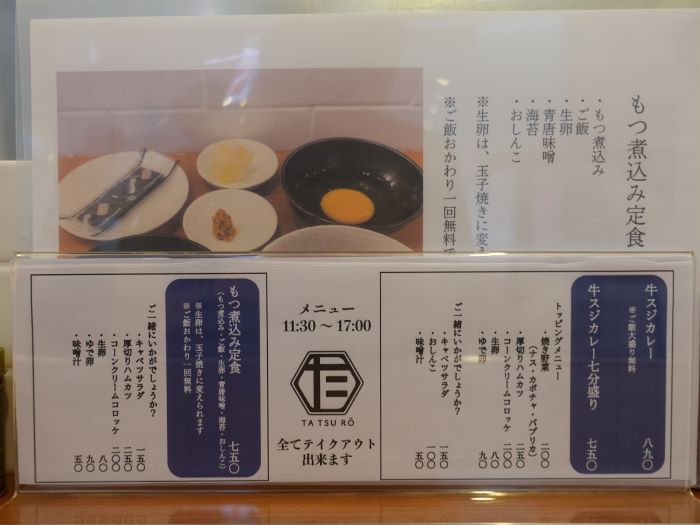 もつ煮込み定食
・もつ煮込み
・ご飯
・生卵
・青唐味噌
・海苔
・おしんこ
※生卵は、玉子焼きに変え
※ご飯おかわり一回無料で
牛スジカレー 八九〇
※ご飯大盛り無料
牛スジカレー七分盛り 七五〇
トッピングメニュー
焼き野菜 二〇〇
(ナス・カボチャ・パプリカ)
・厚切りハムカツ 二五〇
・コーンクリームコロッケ 二〇〇
・生卵 五〇
・ゆで卵 九〇
ご一緒にいかがでしょうか?
・キャベツサラダ 一五〇
・おしんこ 一〇〇
・味噌汁 五〇
メニュー
11:30～17:00
TA TSU RŌ
全てテイクアウト
出来ます
もつ煮込み定食 七五〇
(もつ煮込み・ご飯・生卵・青唐味噌・海苔・おしんこ)
※生卵は、玉子焼きに変えられます
※ご飯おかわり一回無料
ご一緒にいかがでしょうか?
・キャベツサラダ 一五〇
・厚切りハムカツ 二五〇
・コーンクリームコロッケ 二〇〇
・生卵 五〇
・ゆで卵 九〇
・味噌汁 五〇